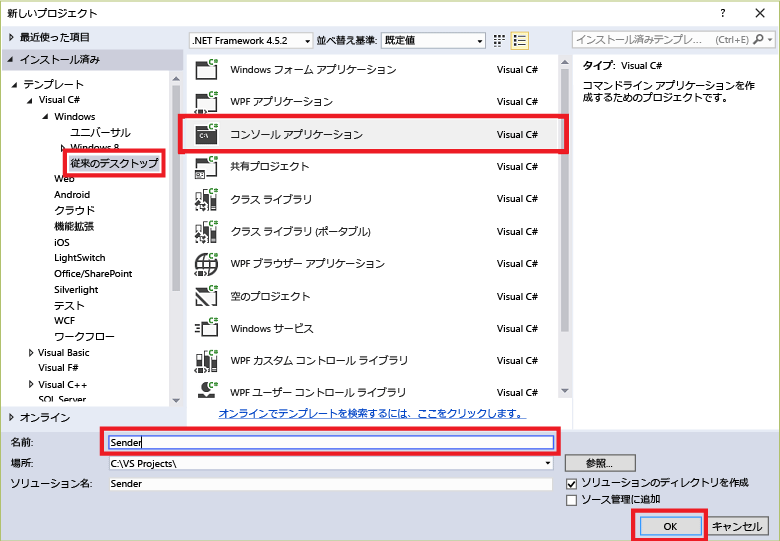 新しいプロジェクト
? ×
最近使った項目
インストール済み
テンプレート
Visual C#
Windows
ユニバーサル
Windows 8
従来のデスクトップ
Web
Android
クラウド
機能拡張
iOS
LightSwitch
Office/SharePoint
Silverlight
テスト
WCF
ワークフロー
Visual Basic
Visual F#
Visual C++
SQL Server
オンライン
.NET Framework 4.5.2 並べ替え基準: 既定値
Windows フォーム アプリケーション Visual C#
WPF アプリケーション Visual C#
コンソール アプリケーション Visual C#
共有プロジェクト Visual C#
クラス ライブラリ Visual C#
クラス ライブラリ (ポータブル) Visual C#
WPF ブラウザー アプリケーション Visual C#
空のプロジェクト Visual C#
Windows サービス Visual C#
WPF カスタム コントロール ライブラリ Visual C#
WPF ユーザー コントロール ライブラリ Visual C#
オンラインでテンプレートを検索するには、ここをクリックします。
インストール済みテンプレ... (Ctrl+E)
タイプ: Visual C#
コマンドライン アプリケーションを作
成するためのプロジェクトです。
名前: Sender
場所: C:\VS Projects\ 参照...
ソリューション名: Sender
ソリューションのディレクトリを作成
ソース管理に追加
OK キャンセル